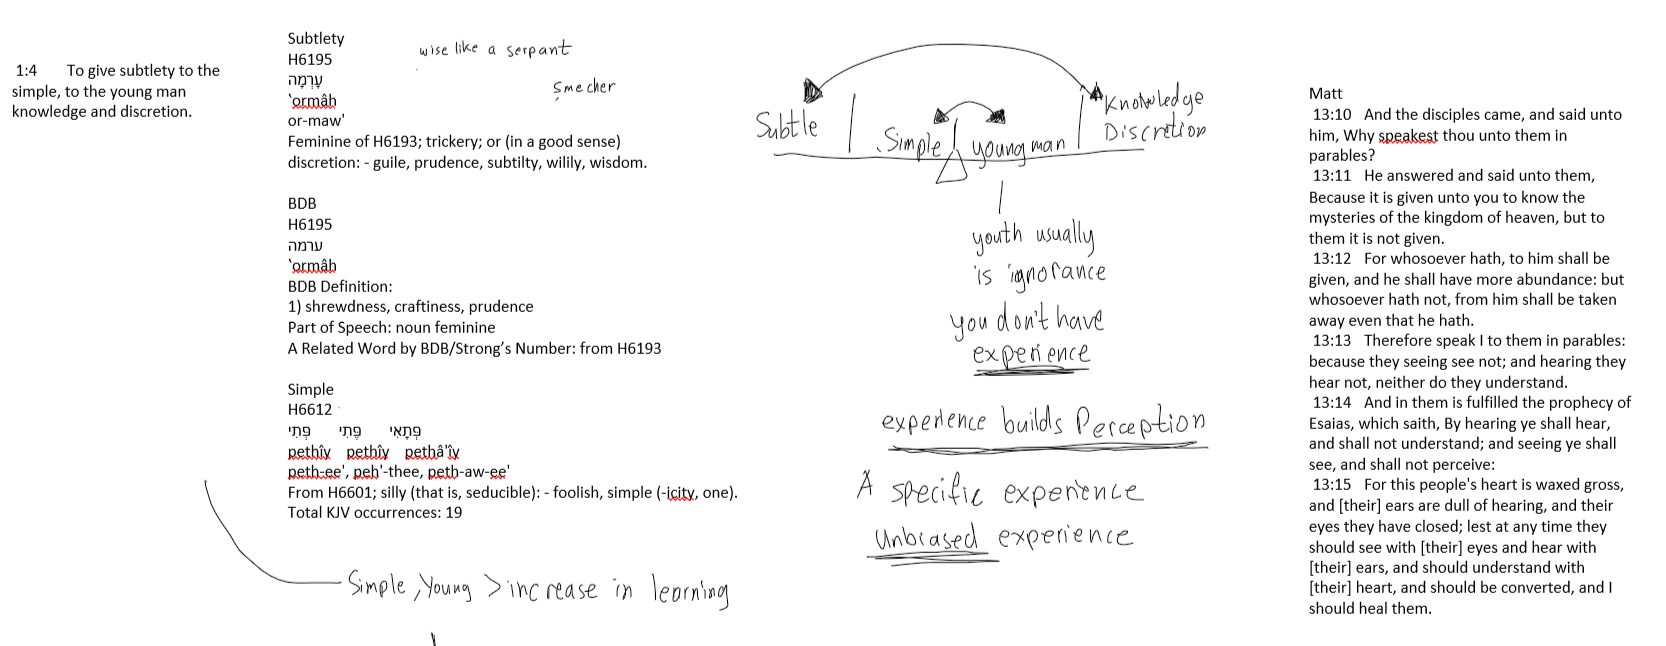 1:4 To give subtlety to the
simple, to the young man
knowledge and discretion.
Subtlety
H6195
עָרְמָה
‛ormâh
or-maw'
Feminine of H6193; trickery; or (in a good sense)
discretion: - guile, prudence, subtilty, wilily, wisdom.
BDB
H6195
ערמה
‛ormâh
BDB Definition:
1) shrewdness, craftiness, prudence
Part of Speech: noun feminine
A Related Word by BDB/Strong’s Number: from H6193
Simple
H6612
פְּתִי פֶּתִי פְּתָאִי
pethîy pethîy pethâ'îy
peth-ee', peh'-thee, peth-aw-ee'
From H6601; silly (that is, seducible): - foolish, simple (-icity, one).
Total KJV occurrences: 19
Simple, Young > increase in learning
wise like a serpant
Șmecher
Subtle Simple young man Knowledge
Discretion
youth usually
is ignorance
you don't have
experience
experience builds Perception
A specific experience
Unbiased experience
Matt
13:10 And the disciples came, and said unto
him, Why speakest thou unto them in
parables?
13:11 He answered and said unto them,
Because it is given unto you to know the
mysteries of the kingdom of heaven, but to
them it is not given.
13:12 For whosoever hath, to him shall be
given, and he shall have more abundance: but
whosoever hath not, from him shall be taken
away even that he hath.
13:13 Therefore speak I to them in parables:
because they seeing see not; and hearing they
hear not, neither do they understand.
13:14 And in them is fulfilled the prophecy of
Esaias, which saith, By hearing ye shall hear,
and shall not understand; and seeing ye shall
see, and shall not perceive:
13:15 For this people's heart is waxed gross,
and [their] ears are dull of hearing, and their
eyes they have closed; lest at any time they
should see with [their] eyes and hear with
[their] ears, and should understand with
[their] heart, and should be converted, and I
should heal them.